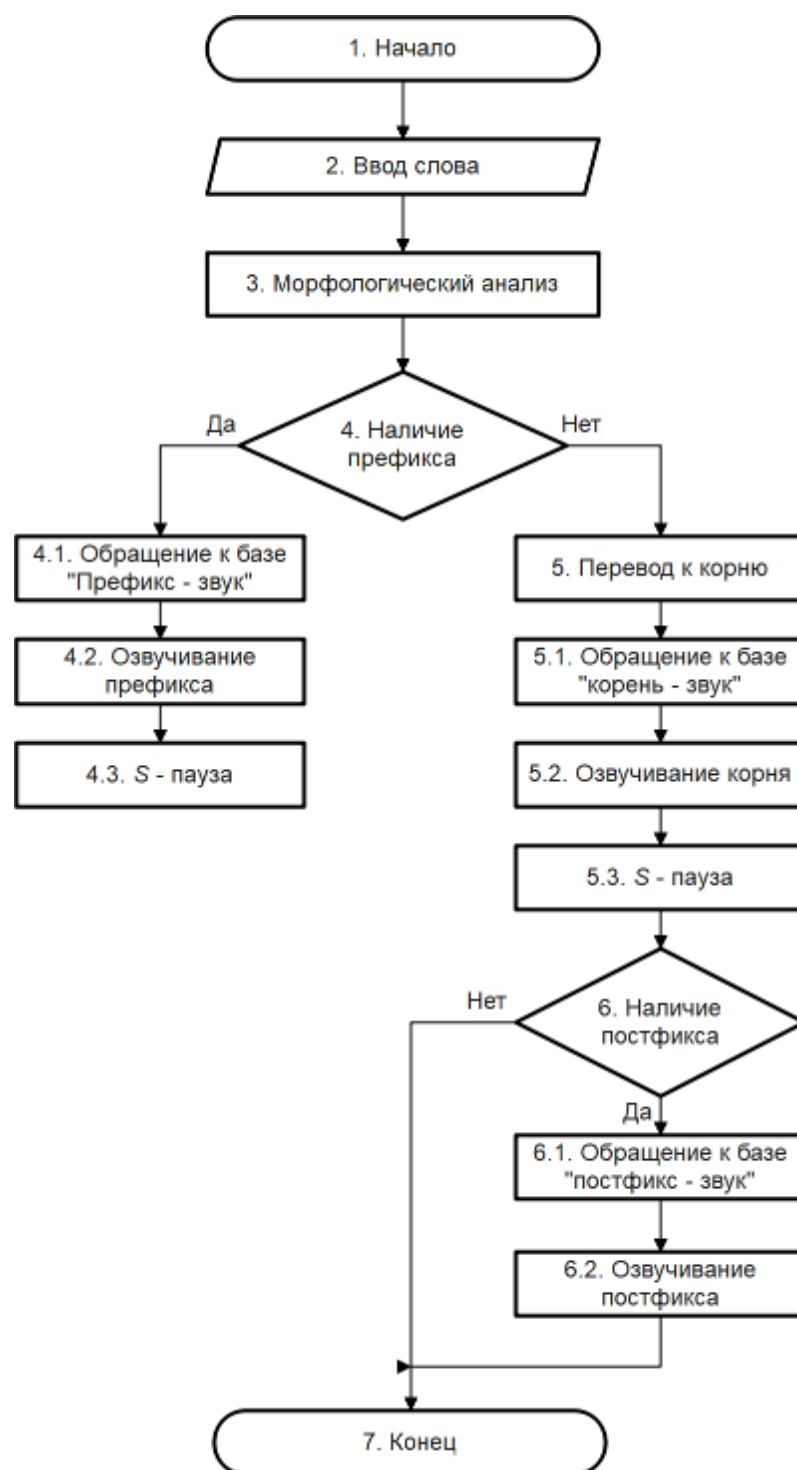 1. Начало
2. Ввод слова
3. Морфологический анализ
4. Наличие
префикса
Да
Нет
4.1. Обращение к базе
"Префикс - звук"
4.2. Озвучивание
префикса
4.3. S - пауза
5. Перевод к корню
5.1. Обращение к базе
"корень - звук"
5.2. Озвучивание корня
5.3. S - пауза
6. Наличие
постфикса
Нет
Да
6.1. Обращение к базе
"постфикс - звук"
6.2. Озвучивание
постфикса
7. Конец